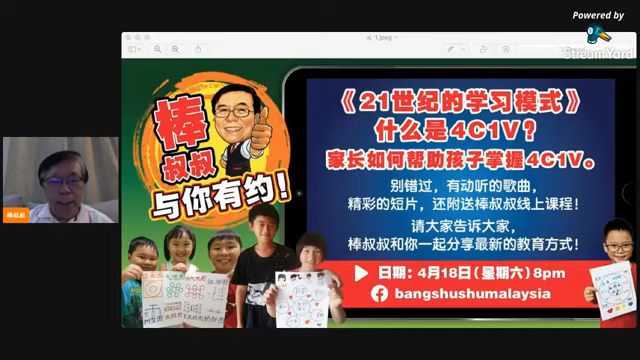 Powered by
StreamYard
1.jpeg
棒
叔叔
与你有约!
《21世纪的学习模式》
什么是4C1V?
家长如何帮助孩子掌握4C1V。
别错过，有动听的歌曲，
精彩的短片，还附送棒叔叔线上课程!
请大家告诉大家，
棒叔叔和你一起分享最新的教育方式!
日期: 4月18日(星期六) 8pm
bangshushumalaysia
棒叔叔